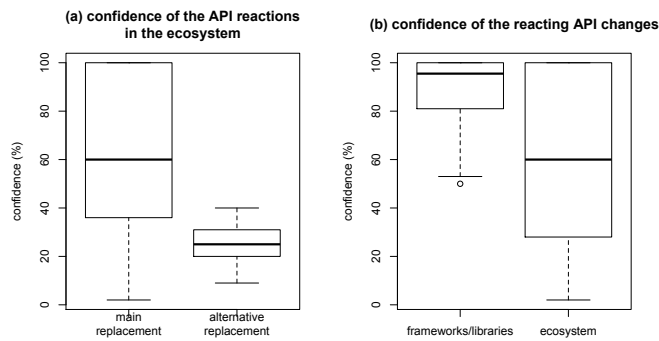 (a) confidence of the API reactions
in the ecosystem
confidence (%)
100
80
60
40
20
0
main
replacement
alternative
replacement
(b) confidence of the reacting API changes
confidence (%)
100
80
60
40
20
0
frameworks/libraries
ecosystem